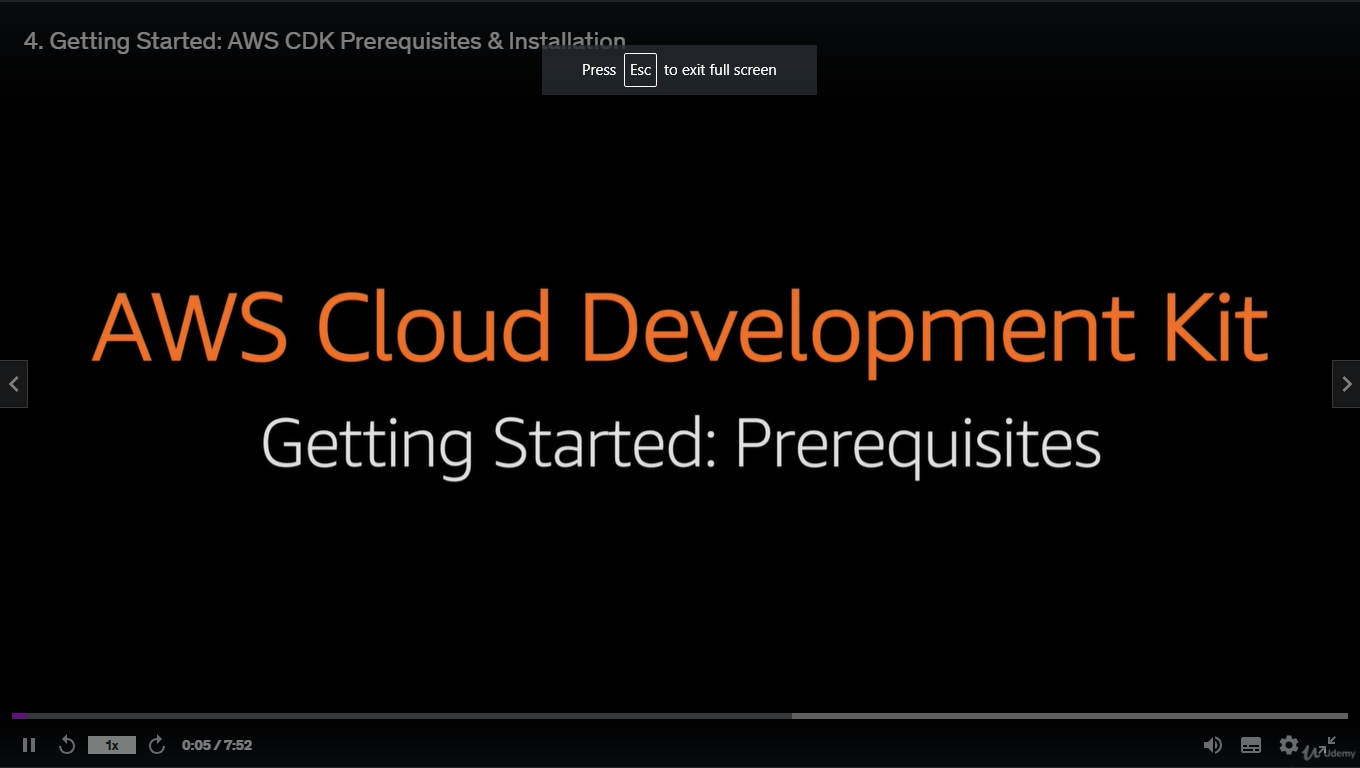 4. Getting Started: AWS CDK Prerequisites & Installation
Press Esc to exit full screen
AWS Cloud Development Kit
Getting Started: Prerequisites
1x 0:05 / 7:52
Udemy